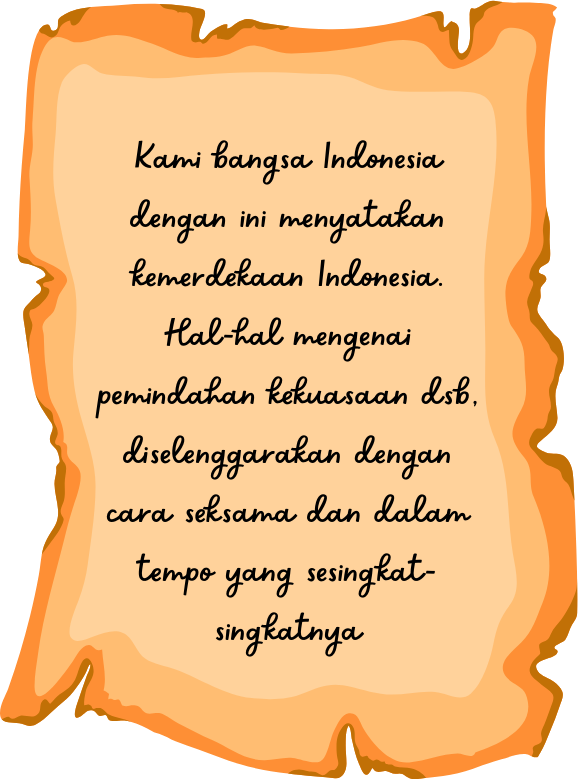 Kami bangsa Indonesia
dengan ini menyatakan
kemerdekaan Indonesia.
Hal-hal mengenai
pemindahan kekuasaan dsb,
diselenggarakan dengan
cara seksama dan dalam
tempo yang sesingkat-
singkatnya